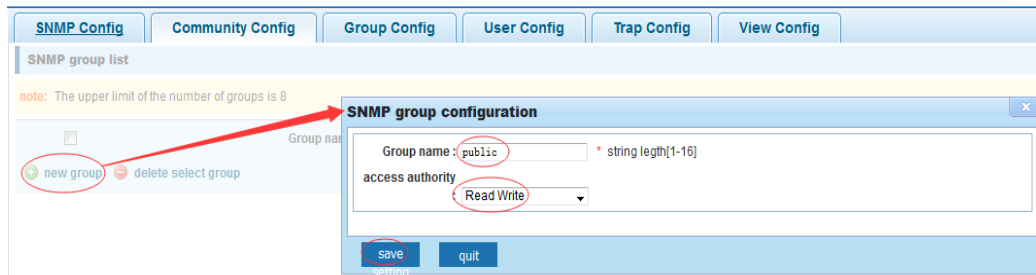 SNMP Config Community Config Group Config User Config Trap Config View Config
SNMP group list
note: The upper limit of the number of groups is 8
Group nar
new group delete select group
SNMP group configuration x
Group name : public * string legth[1-16]
access authority
: Read Write
save quit
setting